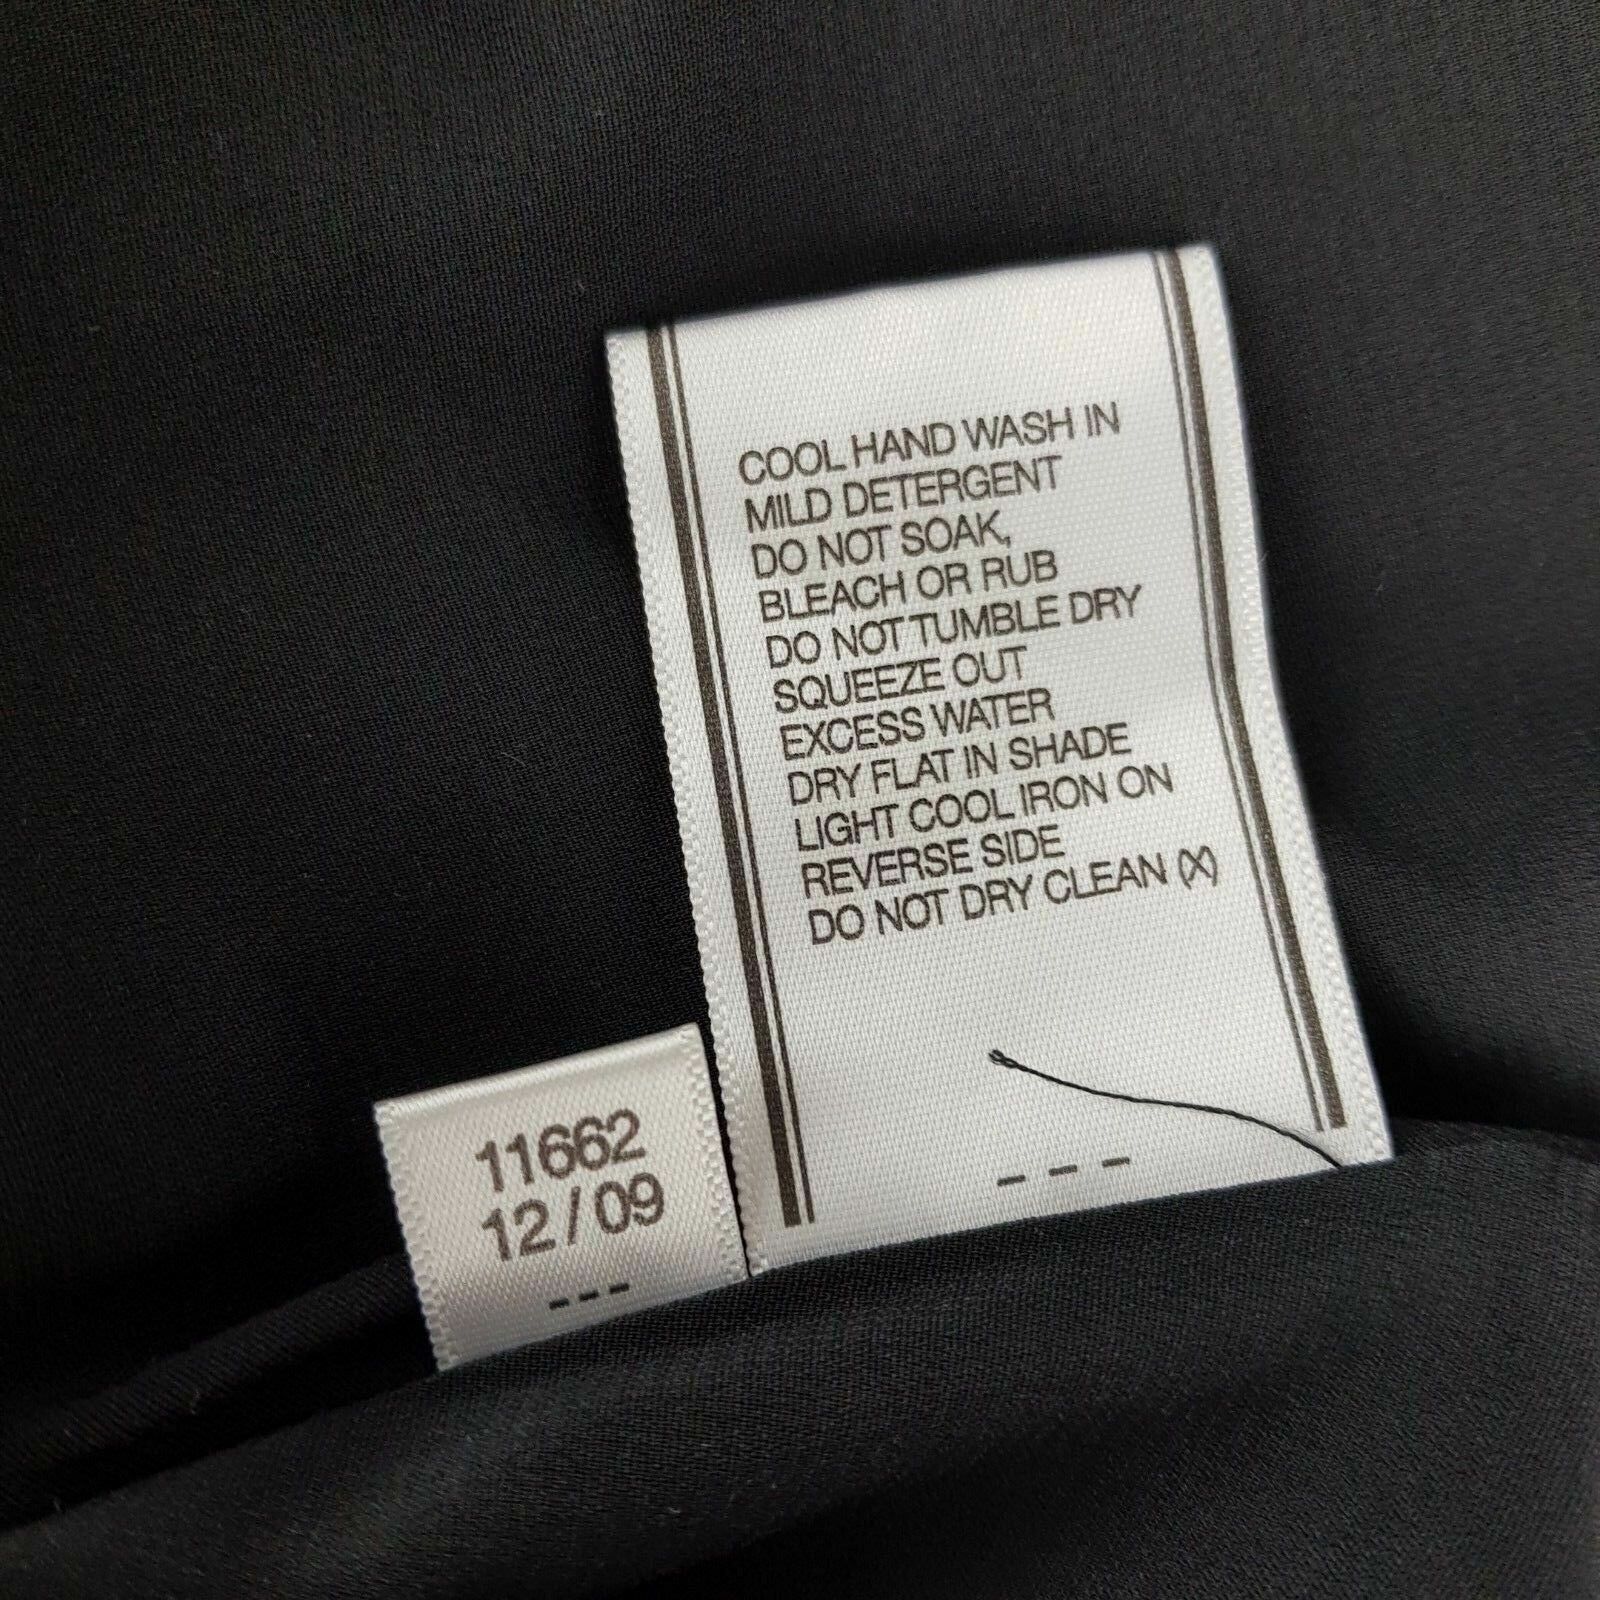 COOL HAND WASH IN
MILD DETERGENT
DO NOT SOAK,
BLEACH OR RUB
DO NOT TUMBLE DRY
SQUEEZE OUT
EXCESS WATER
DRY FLAT IN SHADE
LIGHT COOL IRON ON
REVERSE SIDE
DO NOT DRY CLEAN (X)
- - -
11662
12/09
---